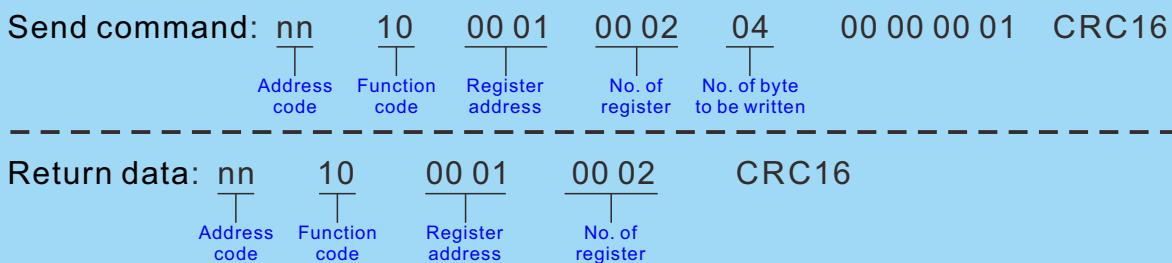 Send command: nn 10 00 01 00 02 04 00 00 00 01 CRC16
Address Function Register No. of No. of byte
code code address register to be written
Return data: nn 10 00 01 00 02 CRC16
Address Function Register No. of
code code address register